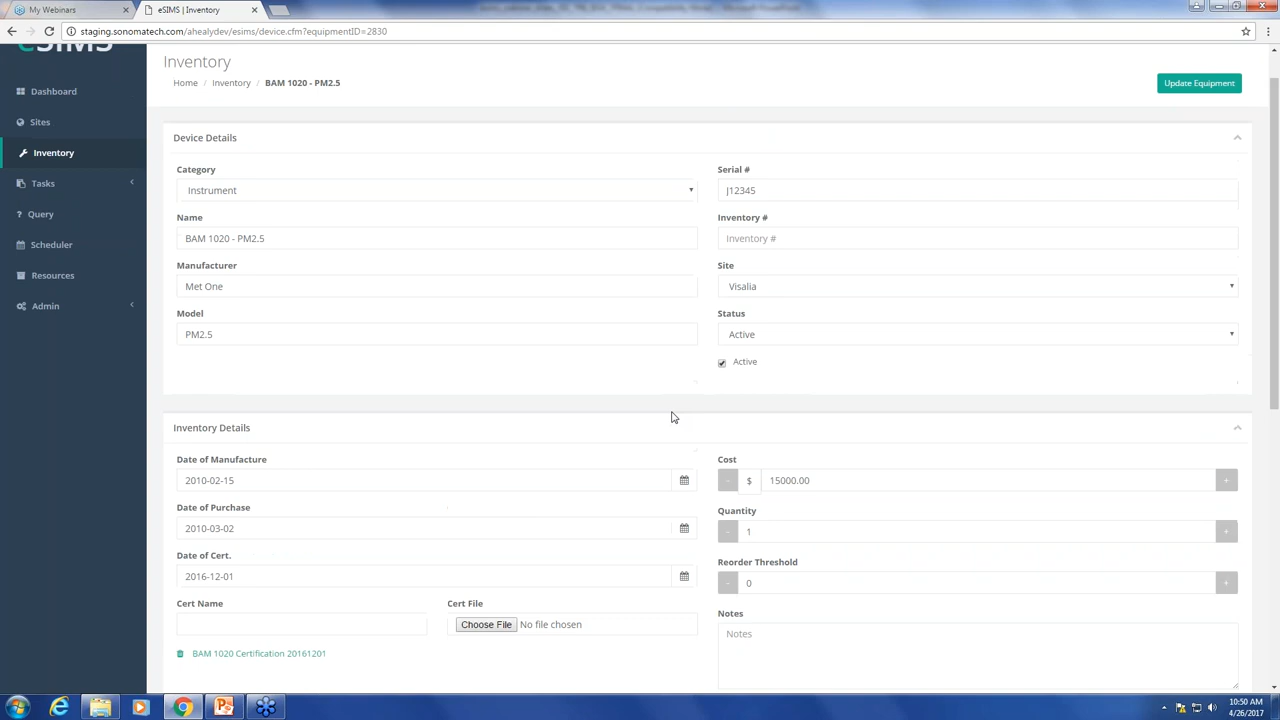 My Webinars
eSIMS | Inventory
staging.sonomatech.com/ahealydev/esims/device.cfm?equipmentID=2830
eSIMS
Dashboard
Sites
Inventory
Tasks
Query
Scheduler
Resources
Admin
Inventory
Home / Inventory / BAM 1020 - PM2.5
Update Equipment
Device Details
Category
Instrument
Name
BAM 1020 - PM2.5
Manufacturer
Met One
Model
PM2.5
Serial #
J12345
Inventory #
Inventory #
Site
Visalia
Status
Active
Active
Inventory Details
Date of Manufacture
2010-02-15
Date of Purchase
2010-03-02
Date of Cert.
2016-12-01
Cert Name
Cert File
Choose File No file chosen
BAM 1020 Certification 20161201
Cost
- $ 15000.00 +
Quantity
- 1 +
Reorder Threshold
- 0 +
Notes
Notes
10:50 AM
4/26/2017